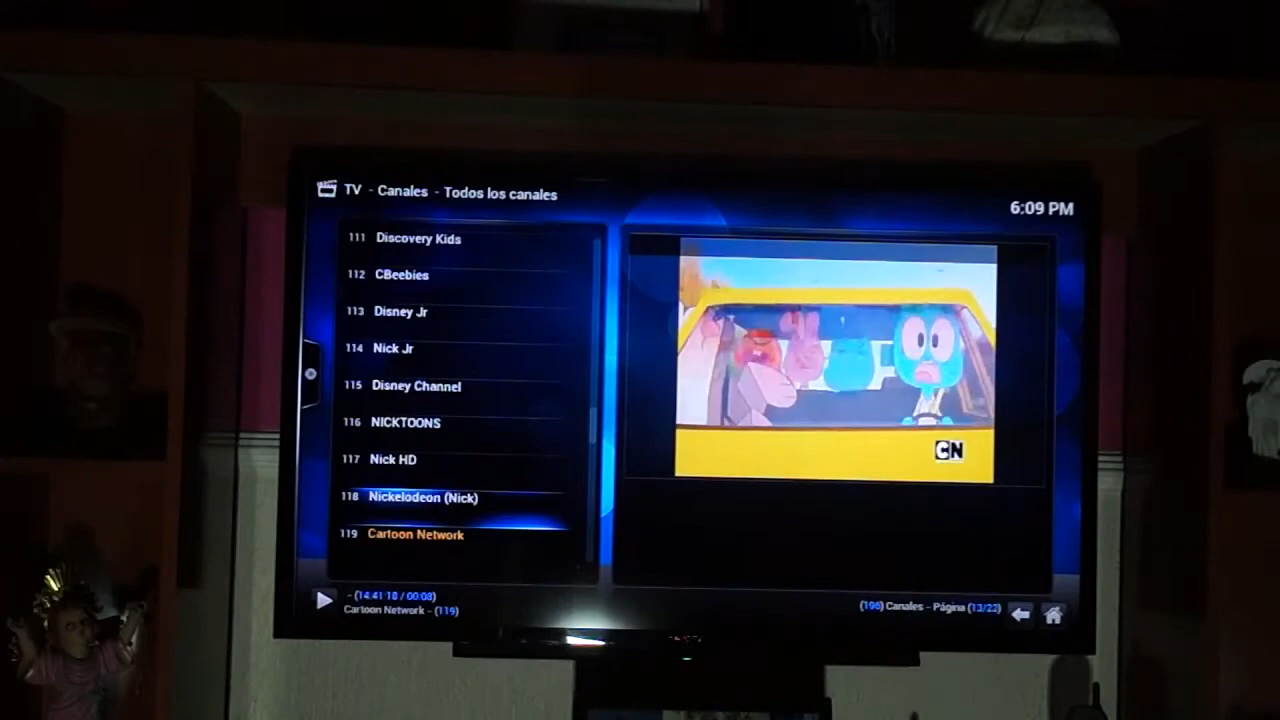 TV - Canales - Todos los canales
6:09 PM
111 Discovery Kids
112 CBeebies
113 Disney Jr
114 Nick Jr
115 Disney Channel
116 NICKTOONS
117 Nick HD
118 Nickelodeon (Nick)
119 Cartoon Network
CN
- (14:41:18 / 00:03)
Cartoon Network - (119)
(196) Canales - Página (13/22)